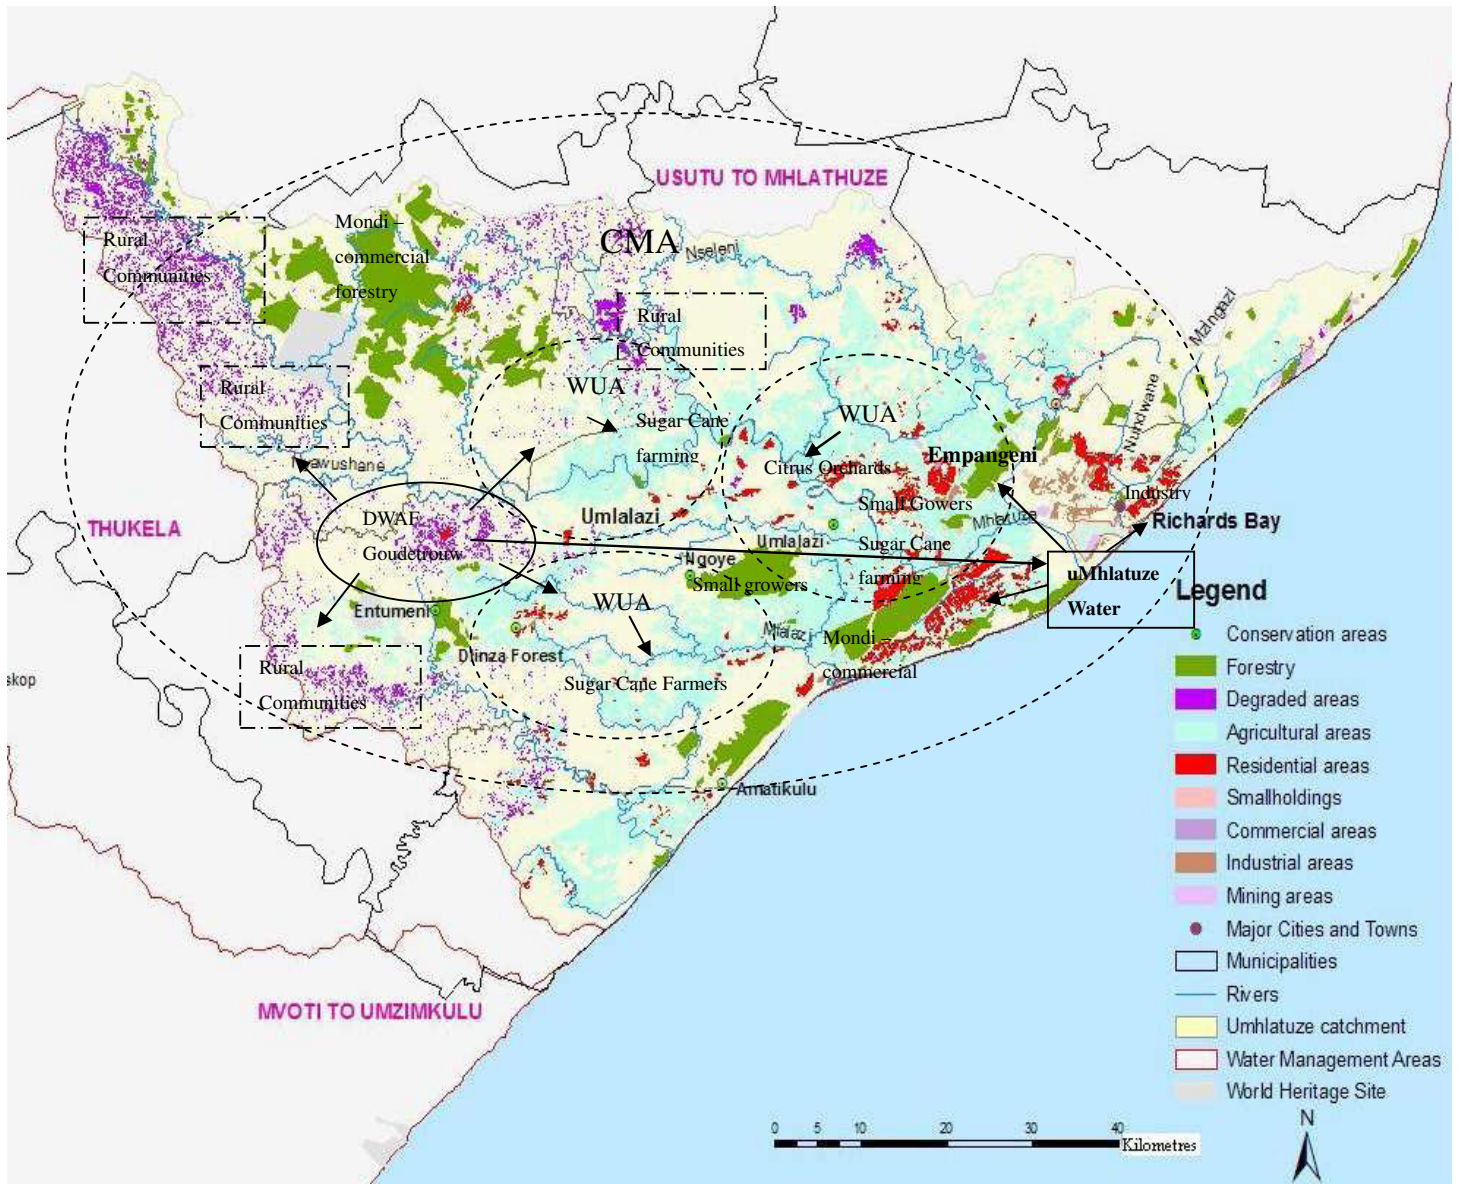 USUTU TO MHLATHUZE
Mondi –
commercial
forestry
CMA
Nseleni
Rural
Communities
Rural
Communities
Mzingazi
Rural
Communities
WUA
Sugar Cane
farming
WUA
Citrus Orchards
Empangeni
Nundwane
Small Gowers
Industry
Mhlatuze
Richards Bay
THUKELA
DWAF
Goudetrouw
Umlalazi
Umlalazi
Ngoye
Small growers
Sugar Cane
farming
uMhlatuze
Water
Entumeni
WUA
Mlalazi
Mondi –
commercial
Dlinza Forest
Sugar Cane Farmers
Rural
Communities
skop
Amatikulu
MVOTI TO UMZIMKULU
Legend
Conservation areas
Forestry
Degraded areas
Agricultural areas
Residential areas
Smallholdings
Commercial areas
Industrial areas
Mining areas
Major Cities and Towns
Municipalities
Rivers
Umhlatuze catchment
Water Management Areas
World Heritage Site
N
0 5 10 20 30 40
Kilometres